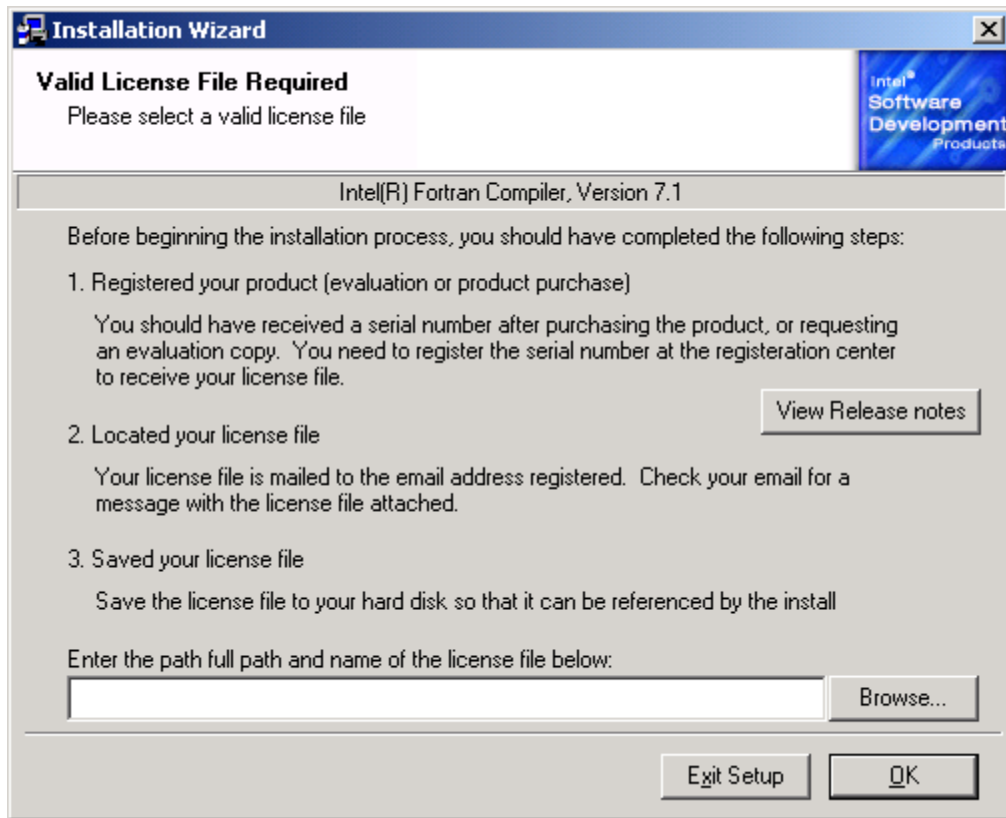 Installation Wizard
Valid License File Required
Please select a valid license file
Intel®
Software
Development
Products
Intel(R) Fortran Compiler, Version 7.1
Before beginning the installation process, you should have completed the following steps:
1. Registered your product (evaluation or product purchase)
You should have received a serial number after purchasing the product, or requesting
an evaluation copy.  You need to register the serial number at the registeration center
to receive your license file.
View Release notes
2. Located your license file
Your license file is mailed to the email address registered.  Check your email for a
message with the license file attached.
3. Saved your license file
Save the license file to your hard disk so that it can be referenced by the install
Enter the path full path and name of the license file below:
Browse...
Exit Setup
OK